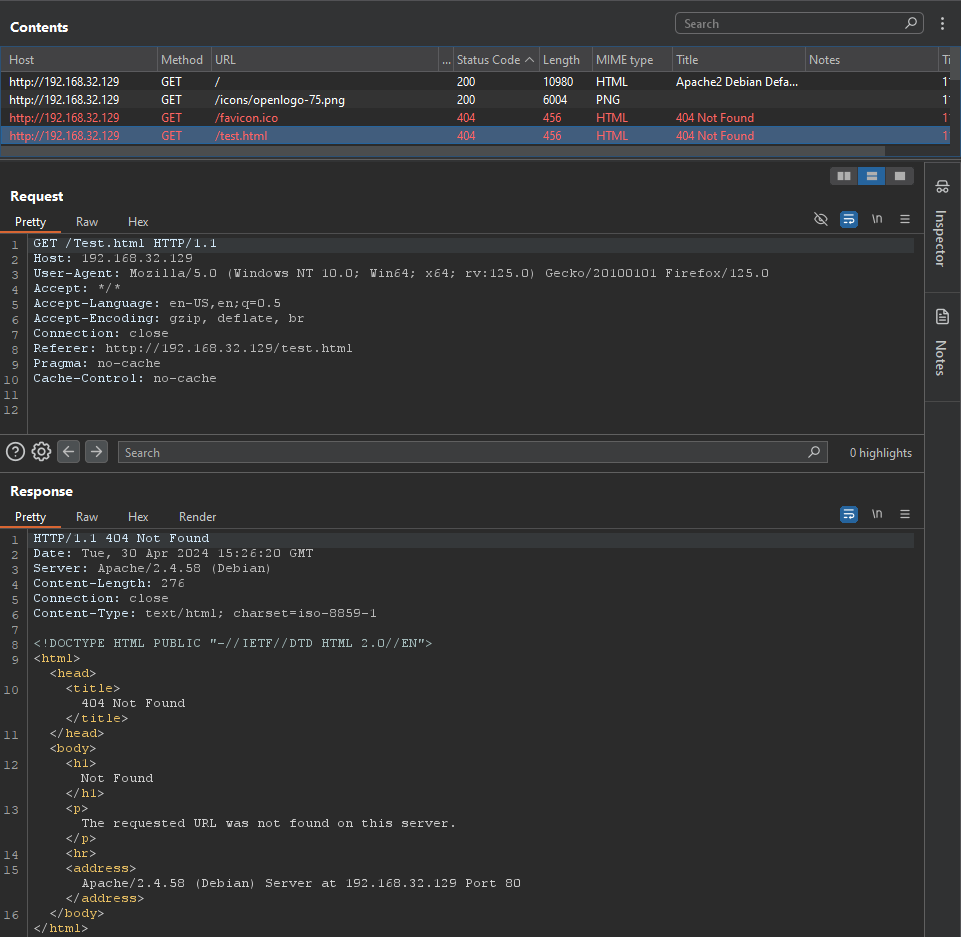 Contents
Search
Host Method URL ... Status Code Length MIME type Title Notes
http://192.168.32.129 GET / 200 10980 HTML Apache2 Debian Defa...
http://192.168.32.129 GET /icons/openlogo-75.png 200 6004 PNG
http://192.168.32.129 GET /favicon.ico 404 456 HTML 404 Not Found
http://192.168.32.129 GET /test.html 404 456 HTML 404 Not Found
Request
Pretty Raw Hex \n
1 GET /Test.html HTTP/1.1
2 Host: 192.168.32.129
3 User-Agent: Mozilla/5.0 (Windows NT 10.0; Win64; x64; rv:125.0) Gecko/20100101 Firefox/125.0
4 Accept: */*
5 Accept-Language: en-US,en;q=0.5
6 Accept-Encoding: gzip, deflate, br
7 Connection: close
8 Referer: http://192.168.32.129/test.html
9 Pragma: no-cache
10 Cache-Control: no-cache
11
12
Inspector
Notes
Search
0 highlights
Response
Pretty Raw Hex Render \n
1 HTTP/1.1 404 Not Found
2 Date: Tue, 30 Apr 2024 15:26:20 GMT
3 Server: Apache/2.4.58 (Debian)
4 Content-Length: 276
5 Connection: close
6 Content-Type: text/html; charset=iso-8859-1
7
8 <!DOCTYPE HTML PUBLIC "-//IETF//DTD HTML 2.0//EN">
9 <html>
<head>
10 <title>
404 Not Found
</title>
11 </head>
<body>
12 <h1>
Not Found
</h1>
13 <p>
The requested URL was not found on this server.
</p>
14 <hr>
15 <address>
Apache/2.4.58 (Debian) Server at 192.168.32.129 Port 80
</address>
16 </body>
</html>